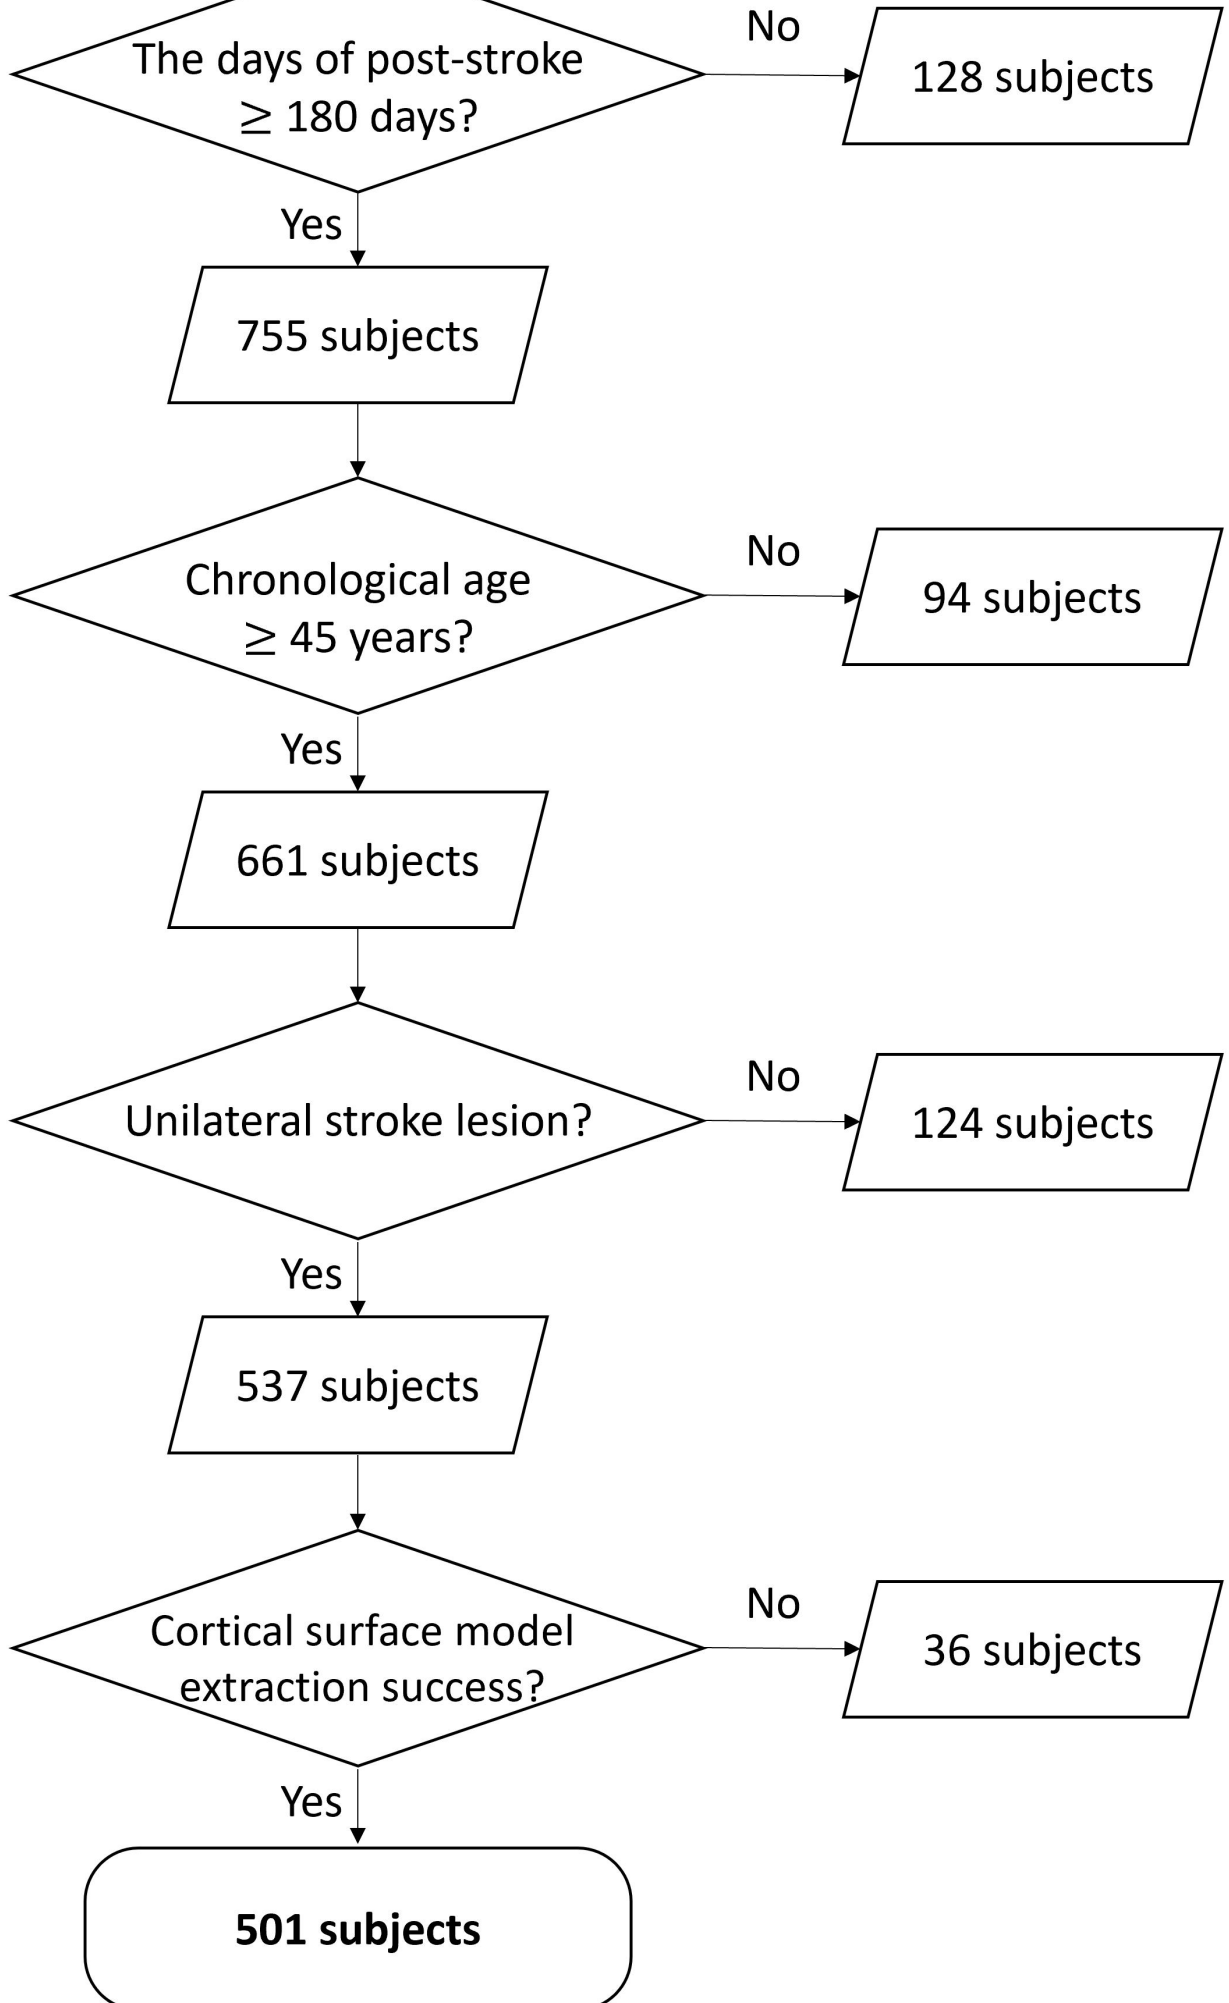 The days of post-stroke
≥ 180 days?
No
128 subjects
Yes
755 subjects
Chronological age
≥ 45 years?
No
94 subjects
Yes
661 subjects
Unilateral stroke lesion?
No
124 subjects
Yes
537 subjects
Cortical surface model
extraction success?
No
36 subjects
Yes
501 subjects